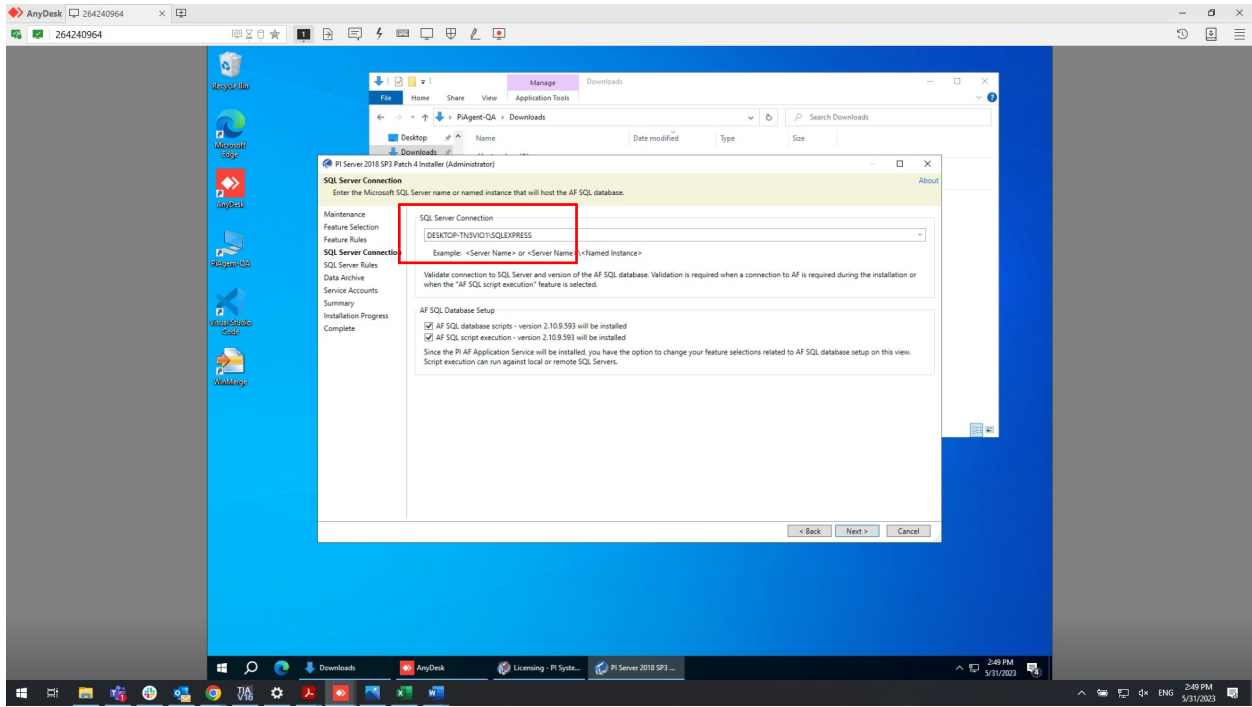 AnyDesk 264240964
264240964
1
Recycle Bin
Microsoft
Edge
AnyDesk
PiAgent-QA
Visual Studio
Code
WinMerge
Manage
Downloads
File Home Share View Application Tools
PiAgent-QA > Downloads
Search Downloads
Desktop
Name Date modified Type Size
Downloads
PI Server 2018 SP3 Patch 4 Installer (Administrator)
SQL Server Connection
About
Enter the Microsoft SQL Server name or named instance that will host the AF SQL database.
Maintenance
Feature Selection
Feature Rules
SQL Server Connection
SQL Server Rules
Data Archive
Service Accounts
Summary
Installation Progress
Complete
SQL Server Connection
DESKTOP-TN5VIO1\SQLEXPRESS
Example: <Server Name> or <Server Name>\<Named Instance>
Validate connection to SQL Server and version of the AF SQL database. Validation is required when a connection to AF is required during the installation or
when the "AF SQL script execution" feature is selected.
AF SQL Database Setup
AF SQL database scripts - version 2.10.9.593 will be installed
AF SQL script execution - version 2.10.9.593 will be installed
Since the PI AF Application Service will be installed, you have the option to change your feature selections related to AF SQL database setup on this view.
Script execution can run against local or remote SQL Servers.
< Back Next > Cancel
Downloads AnyDesk Licensing - PI Syste... PI Server 2018 SP3 ...
2:49 PM
5/31/2023
4
TIA
V16
ENG
2:49 PM
5/31/2023